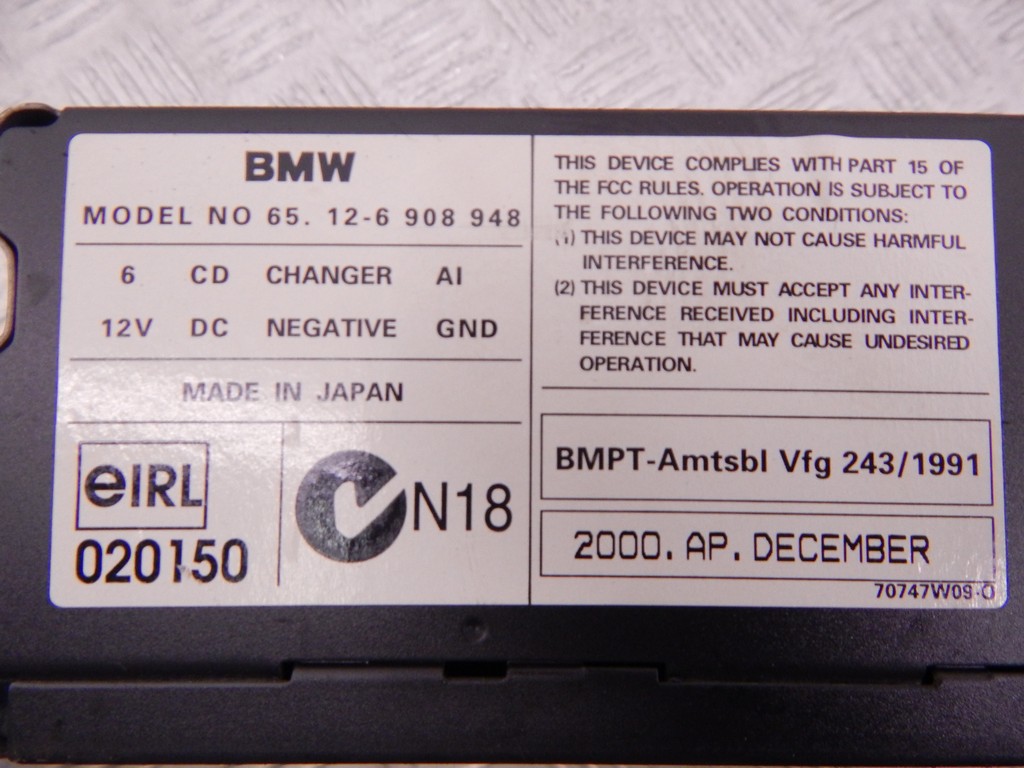 BMW
MODEL NO 65. 12-6 908 948
6 CD CHANGER AI
12V DC NEGATIVE GND
MADE IN JAPAN
eIRL
020150
N18
THIS DEVICE COMPLIES WITH PART 15 OF
THE FCC RULES. OPERATION IS SUBJECT TO
THE FOLLOWING TWO CONDITIONS:
(1) THIS DEVICE MAY NOT CAUSE HARMFUL
INTERFERENCE.
(2) THIS DEVICE MUST ACCEPT ANY INTER-
FERENCE RECEIVED INCLUDING INTER-
FERENCE THAT MAY CAUSE UNDESIRED
OPERATION.
BMPT-Amtsbl Vfg 243/1991
2000. AP. DECEMBER
70747W09-O